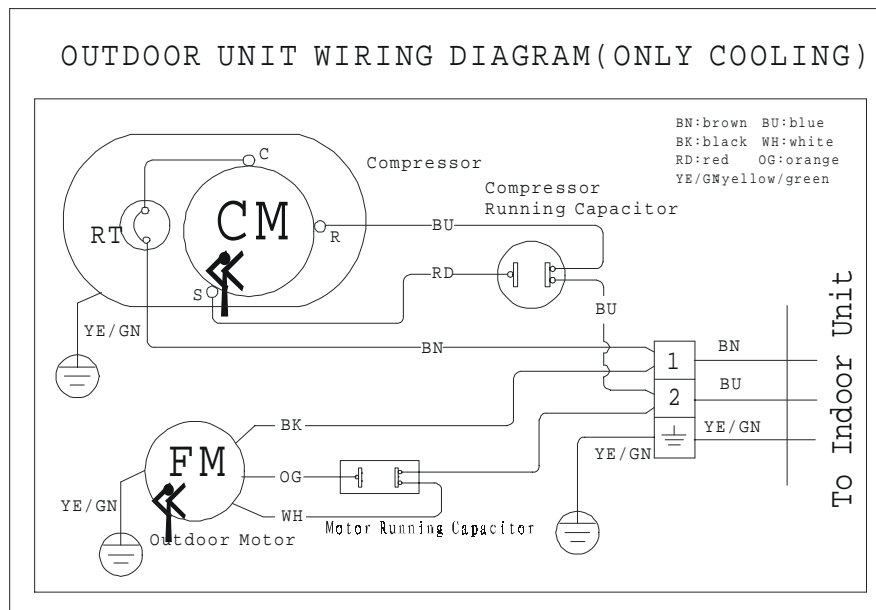 OUTDOOR UNIT WIRING DIAGRAM(ONLY COOLING)
BN:brown BU:blue
BK:black WH:white
RD:red OG:orange
YE/GN:yellow/green
C
Compressor
Compressor
Running Capacitor
RT
CM
R
BU
S
RD
BU
YE/GN
BN
1
BN
2
BU
YE/GN
YE/GN
To Indoor Unit
BK
FM
OG
WH
YE/GN
Motor Running Capacitor
Outdoor Motor